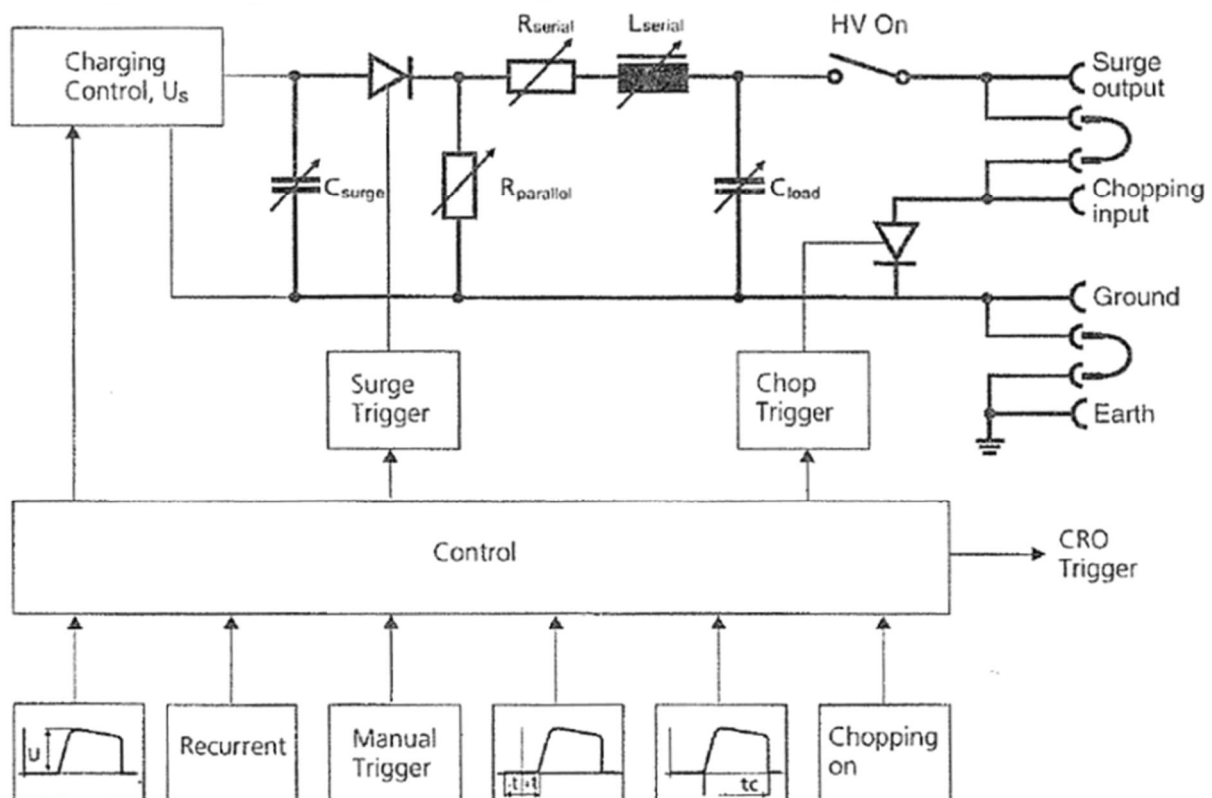 Rserial
Lserial
HV On
Charging
Control, Us
Surge
output
Csurge
Rparallol
Cload
Chopping
input
Ground
Surge
Trigger
Chop
Trigger
Earth
Control
CRO
Trigger
U
Recurrent
Manual
Trigger
-t +t
tc
Chopping
on